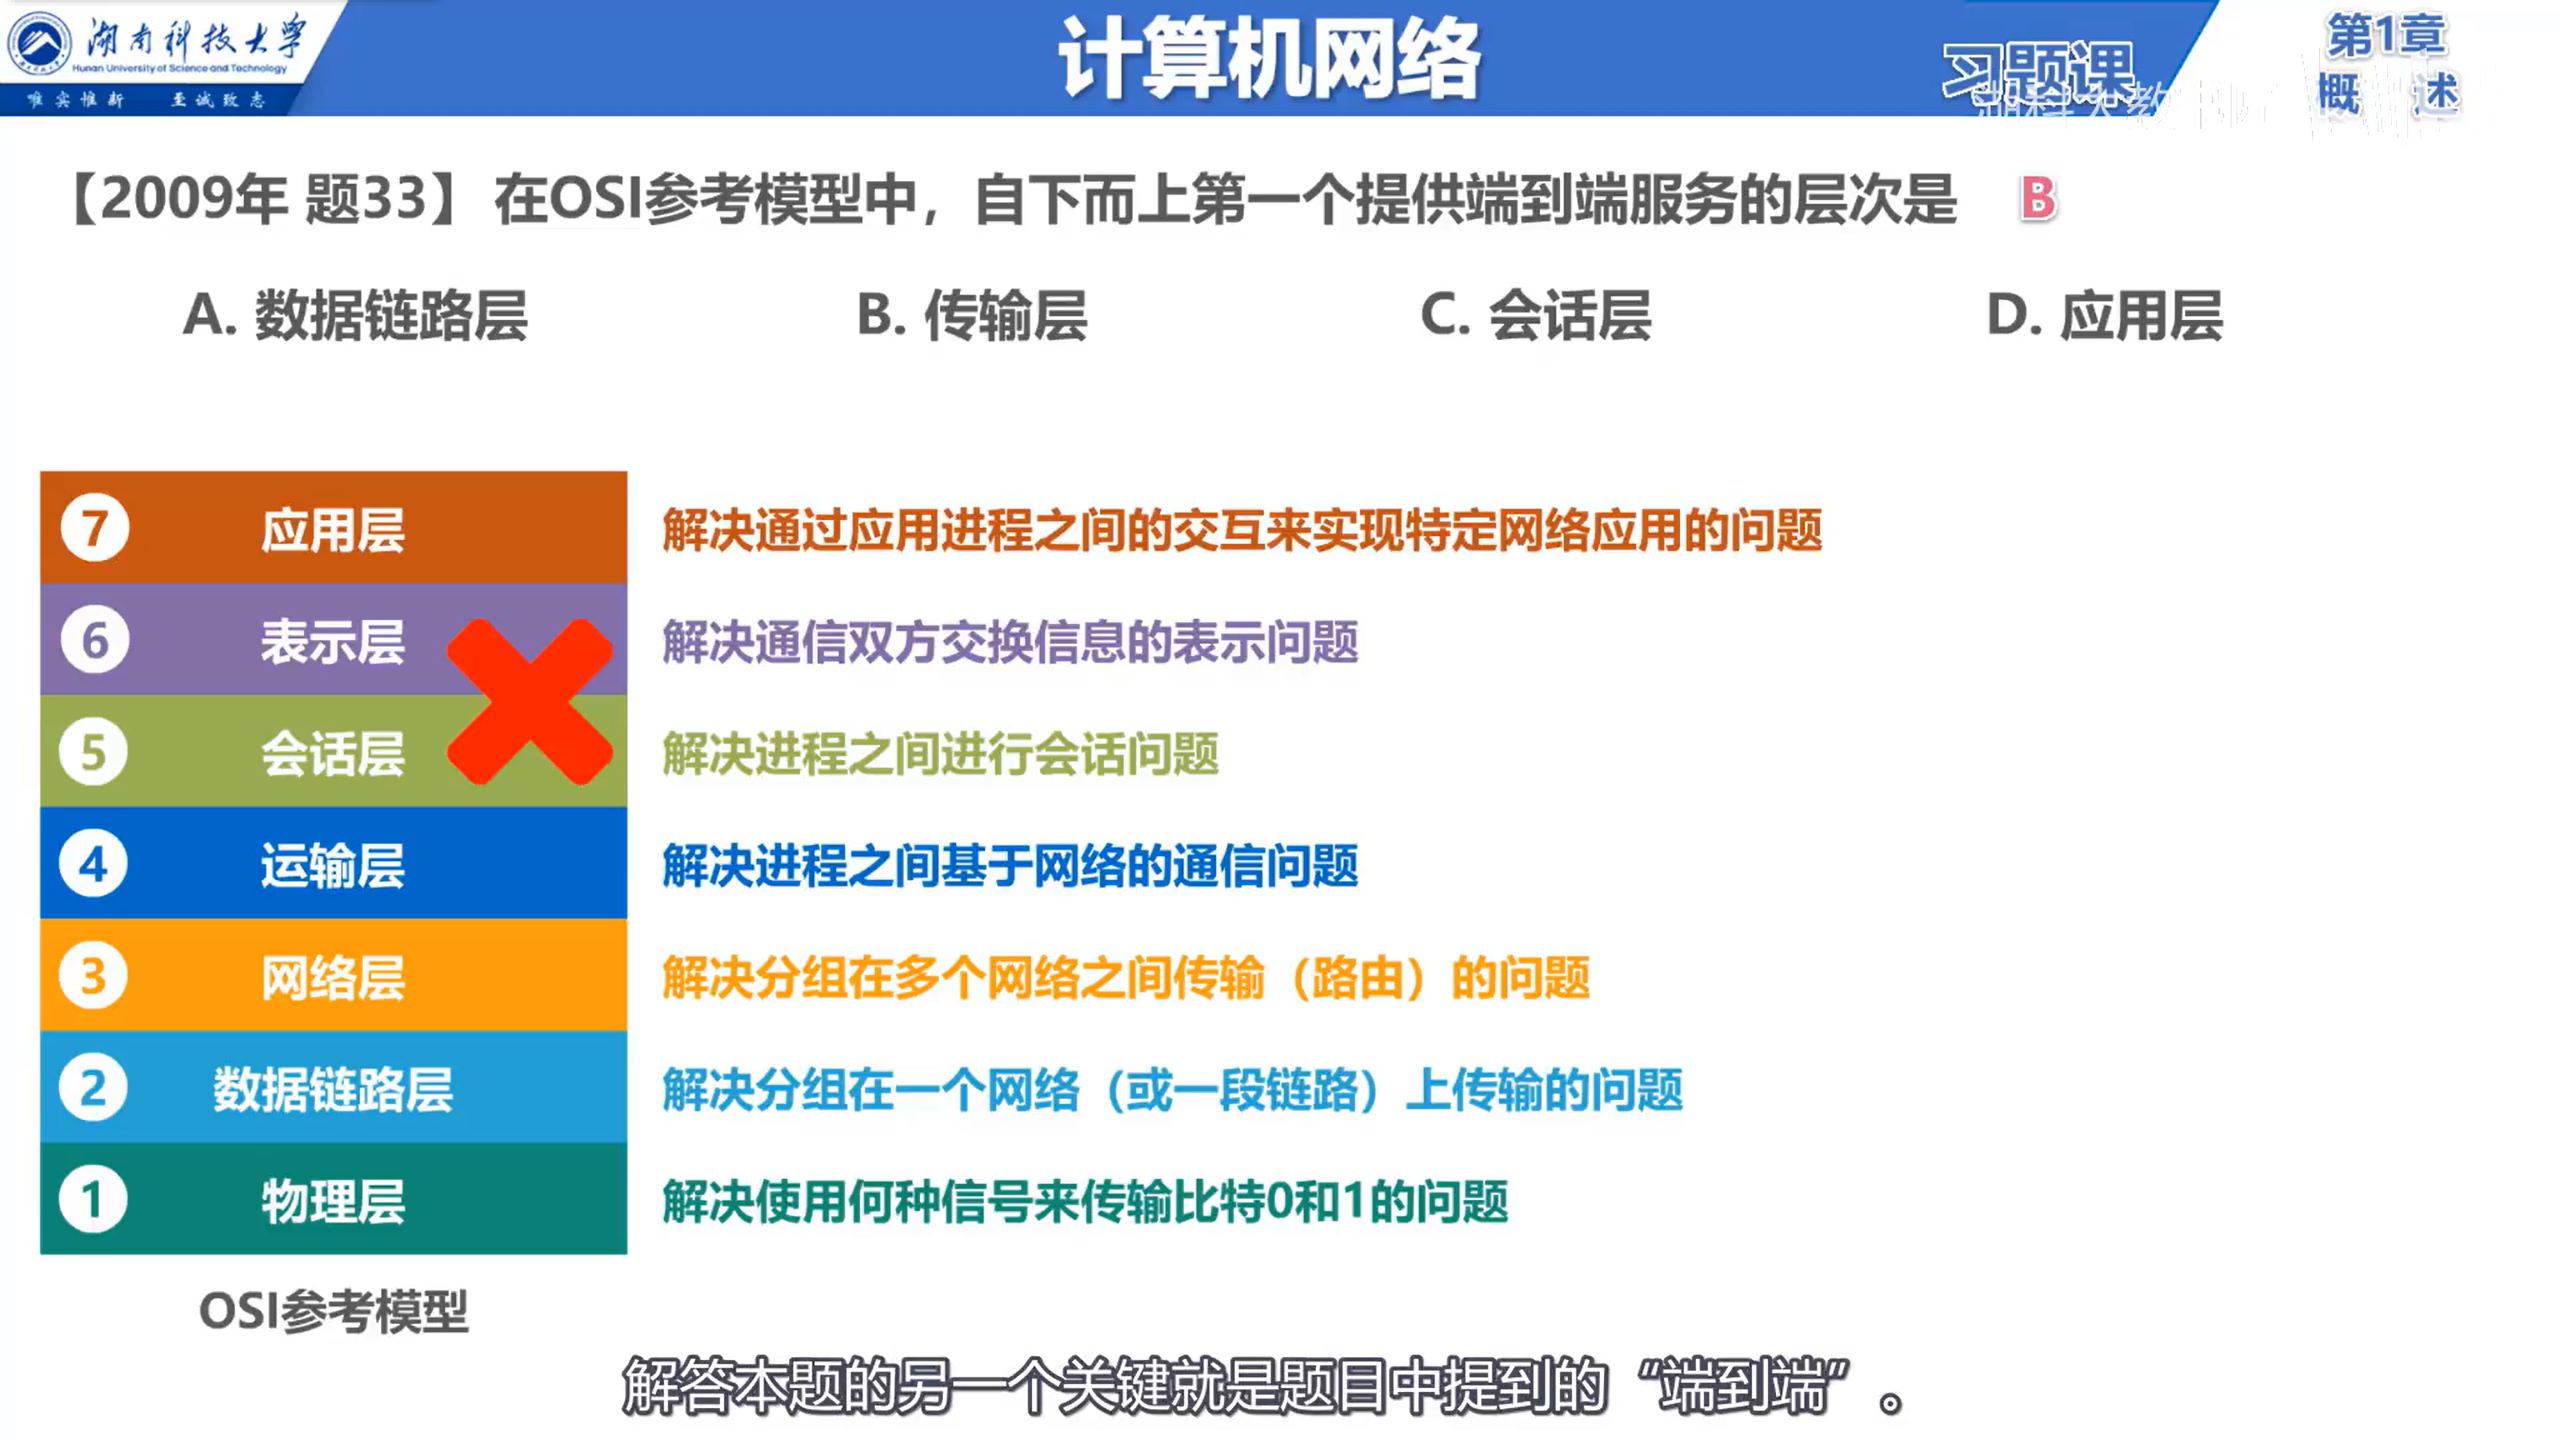 湖南科技大学
Hunan University of Science and Technology
唯实惟新 至诚致志
计算机网络
习题课
第1章
概 述
【2009年 题33】 在OSI参考模型中，自下而上第一个提供端到端服务的层次是 B
A. 数据链路层 B. 传输层 C. 会话层 D. 应用层
7 应用层 解决通过应用进程之间的交互来实现特定网络应用的问题
6 表示层 解决通信双方交换信息的表示问题
5 会话层 解决进程之间进行会话问题
4 运输层 解决进程之间基于网络的通信问题
3 网络层 解决分组在多个网络之间传输（路由）的问题
2 数据链路层 解决分组在一个网络（或一段链路）上传输的问题
1 物理层 解决使用何种信号来传输比特0和1的问题
OSI参考模型
解答本题的另一个关键就是题目中提到的“端到端”。